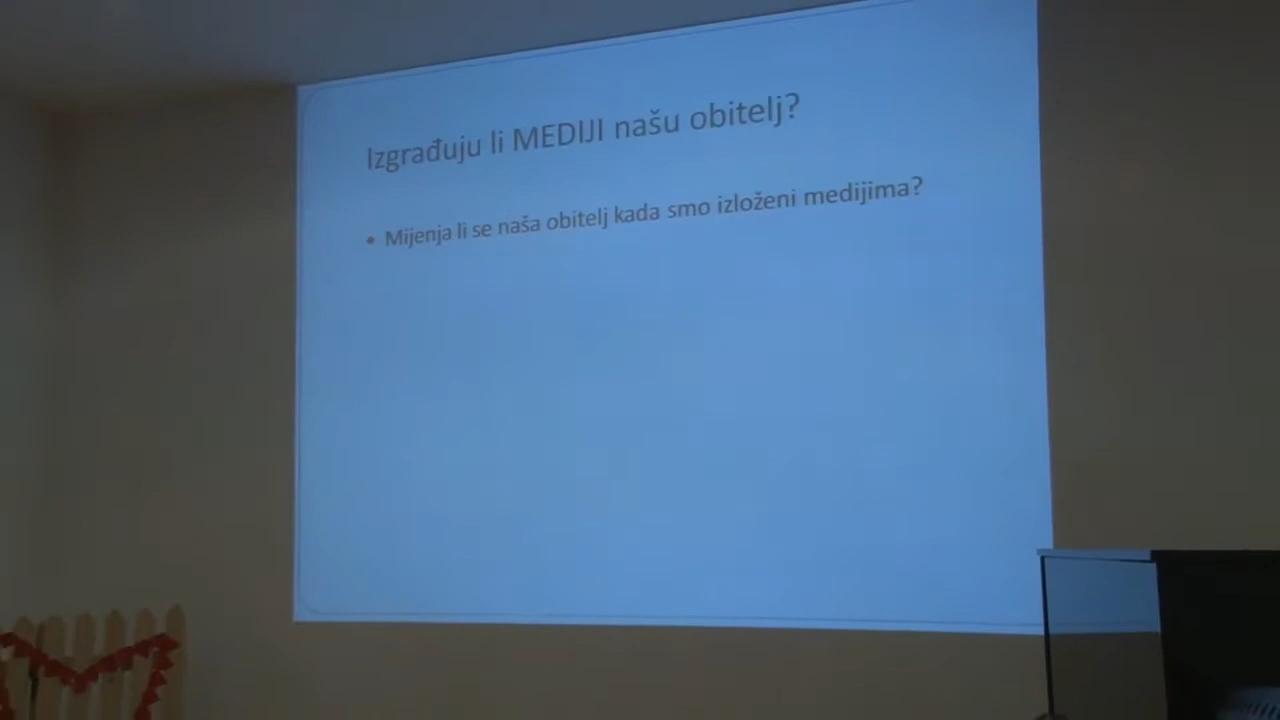 Izgrađuju li MEDIJI našu obitelj?
• Mijenja li se naša obitelj kada smo izloženi medijima?